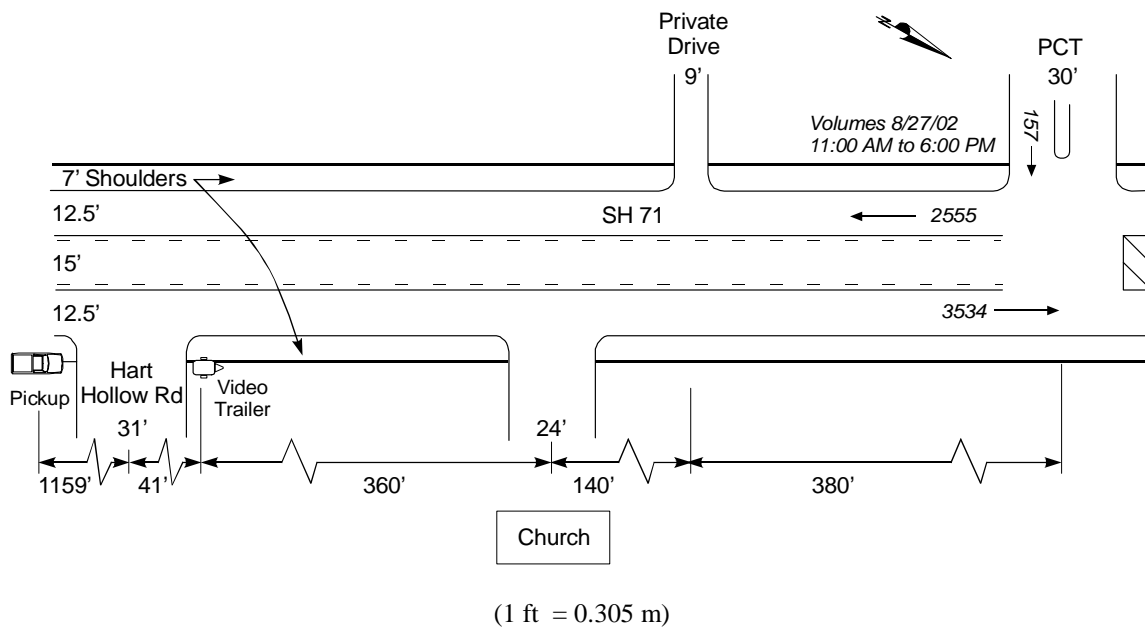 Private
Drive
9’
N
PCT
30’
157
Volumes 8/27/02
11:00 AM to 6:00 PM
7’ Shoulders
12.5’
SH 71
2555
15’
12.5’
3534
Pickup
Hart
Hollow Rd
31’
Video
Trailer
24’
1159’
41’
360’
140’
380’
Church
(1 ft = 0.305 m)